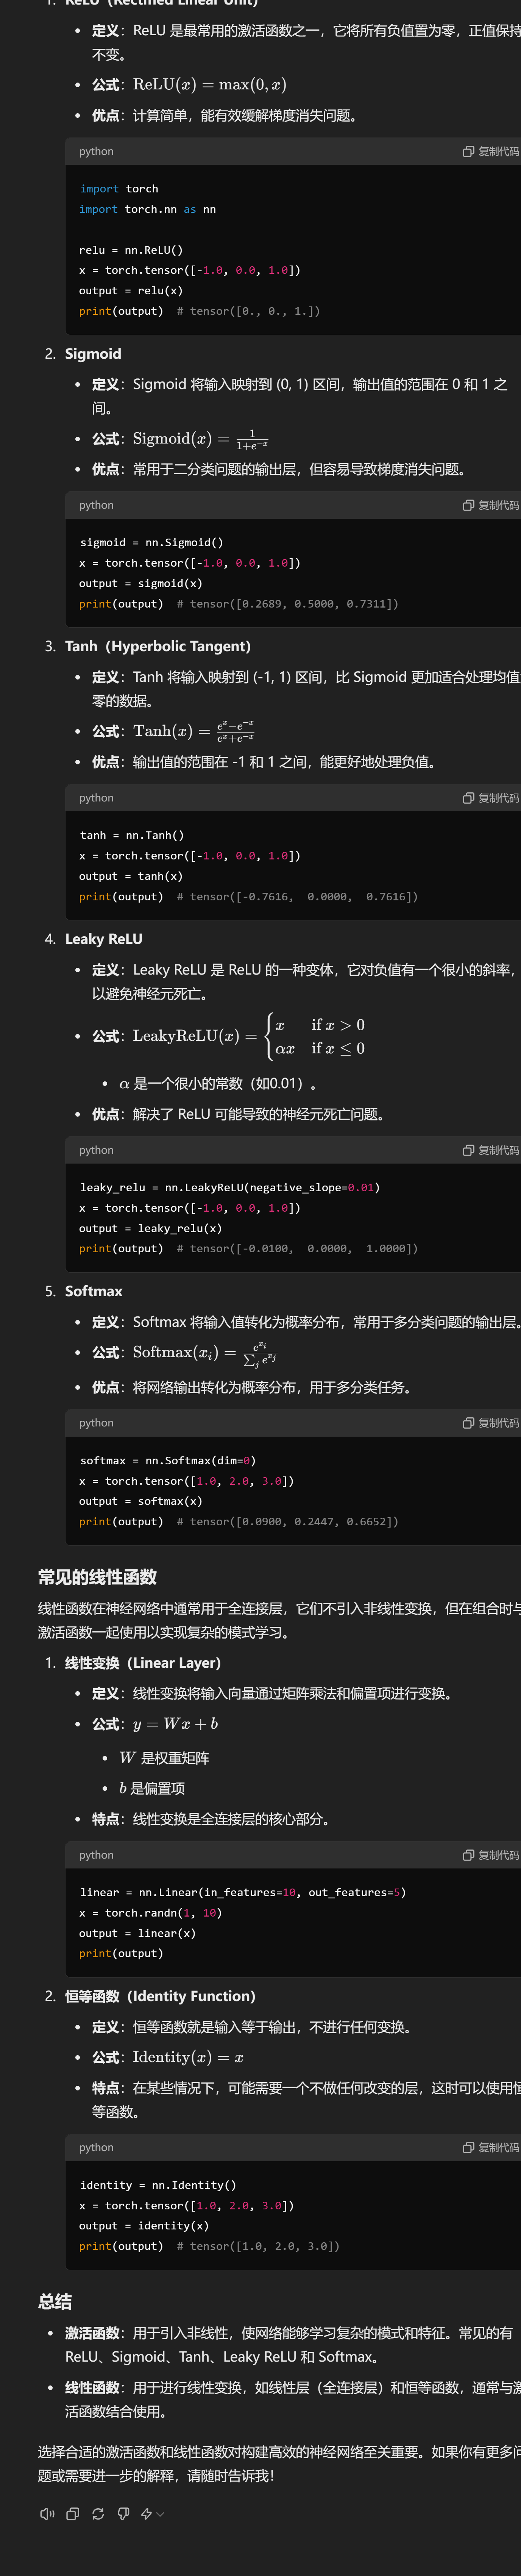 1. ReLU（Rectified Linear Unit）
• 定义：ReLU 是最常用的激活函数之一，它将所有负值置为零，正值保持
不变。
• 公式：ReLU(x) = max(0, x)
• 优点：计算简单，能有效缓解梯度消失问题。
python 复制代码
import torch
import torch.nn as nn
relu = nn.ReLU()
x = torch.tensor([-1.0, 0.0, 1.0])
output = relu(x)
print(output)  # tensor([0., 0., 1.])
2. Sigmoid
• 定义：Sigmoid 将输入映射到 (0, 1) 区间，输出值的范围在 0 和 1 之
间。
• 公式：Sigmoid(x) = 1/(1+e^{-x})
• 优点：常用于二分类问题的输出层，但容易导致梯度消失问题。
python 复制代码
sigmoid = nn.Sigmoid()
x = torch.tensor([-1.0, 0.0, 1.0])
output = sigmoid(x)
print(output)  # tensor([0.2689, 0.5000, 0.7311])
3. Tanh（Hyperbolic Tangent）
• 定义：Tanh 将输入映射到 (-1, 1) 区间，比 Sigmoid 更加适合处理均值
零的数据。
• 公式：Tanh(x) = (e^x−e^{-x})/(e^x+e^{-x})
• 优点：输出值的范围在 -1 和 1 之间，能更好地处理负值。
python 复制代码
tanh = nn.Tanh()
x = torch.tensor([-1.0, 0.0, 1.0])
output = tanh(x)
print(output)  # tensor([-0.7616,  0.0000,  0.7616])
4. Leaky ReLU
• 定义：Leaky ReLU 是 ReLU 的一种变体，它对负值有一个很小的斜率，
以避免神经元死亡。
• 公式：LeakyReLU(x) = { x if x > 0
αx if x ≤ 0
• α 是一个很小的常数（如0.01）。
• 优点：解决了 ReLU 可能导致的神经元死亡问题。
python 复制代码
leaky_relu = nn.LeakyReLU(negative_slope=0.01)
x = torch.tensor([-1.0, 0.0, 1.0])
output = leaky_relu(x)
print(output)  # tensor([-0.0100,  0.0000,  1.0000])
5. Softmax
• 定义：Softmax 将输入值转化为概率分布，常用于多分类问题的输出层。
• 公式：Softmax(x_i) = e^{x_i}/∑_j e^{x_j}
• 优点：将网络输出转化为概率分布，用于多分类任务。
python 复制代码
softmax = nn.Softmax(dim=0)
x = torch.tensor([1.0, 2.0, 3.0])
output = softmax(x)
print(output)  # tensor([0.0900, 0.2447, 0.6652])
常见的线性函数
线性函数在神经网络中通常用于全连接层，它们不引入非线性变换，但在组合时与
激活函数一起使用以实现复杂的模式学习。
1. 线性变换（Linear Layer）
• 定义：线性变换将输入向量通过矩阵乘法和偏置项进行变换。
• 公式：y = Wx + b
• W 是权重矩阵
• b 是偏置项
• 特点：线性变换是全连接层的核心部分。
python 复制代码
linear = nn.Linear(in_features=10, out_features=5)
x = torch.randn(1, 10)
output = linear(x)
print(output)
2. 恒等函数（Identity Function）
• 定义：恒等函数就是输入等于输出，不进行任何变换。
• 公式：Identity(x) = x
• 特点：在某些情况下，可能需要一个不做任何改变的层，这时可以使用恒
等函数。
python 复制代码
identity = nn.Identity()
x = torch.tensor([1.0, 2.0, 3.0])
output = identity(x)
print(output)  # tensor([1.0, 2.0, 3.0])
总结
• 激活函数：用于引入非线性，使网络能够学习复杂的模式和特征。常见的有
ReLU、Sigmoid、Tanh、Leaky ReLU 和 Softmax。
• 线性函数：用于进行线性变换，如线性层（全连接层）和恒等函数，通常与激
活函数结合使用。
选择合适的激活函数和线性函数对构建高效的神经网络至关重要。如果你有更多问
题或需要进一步的解释，请随时告诉我！